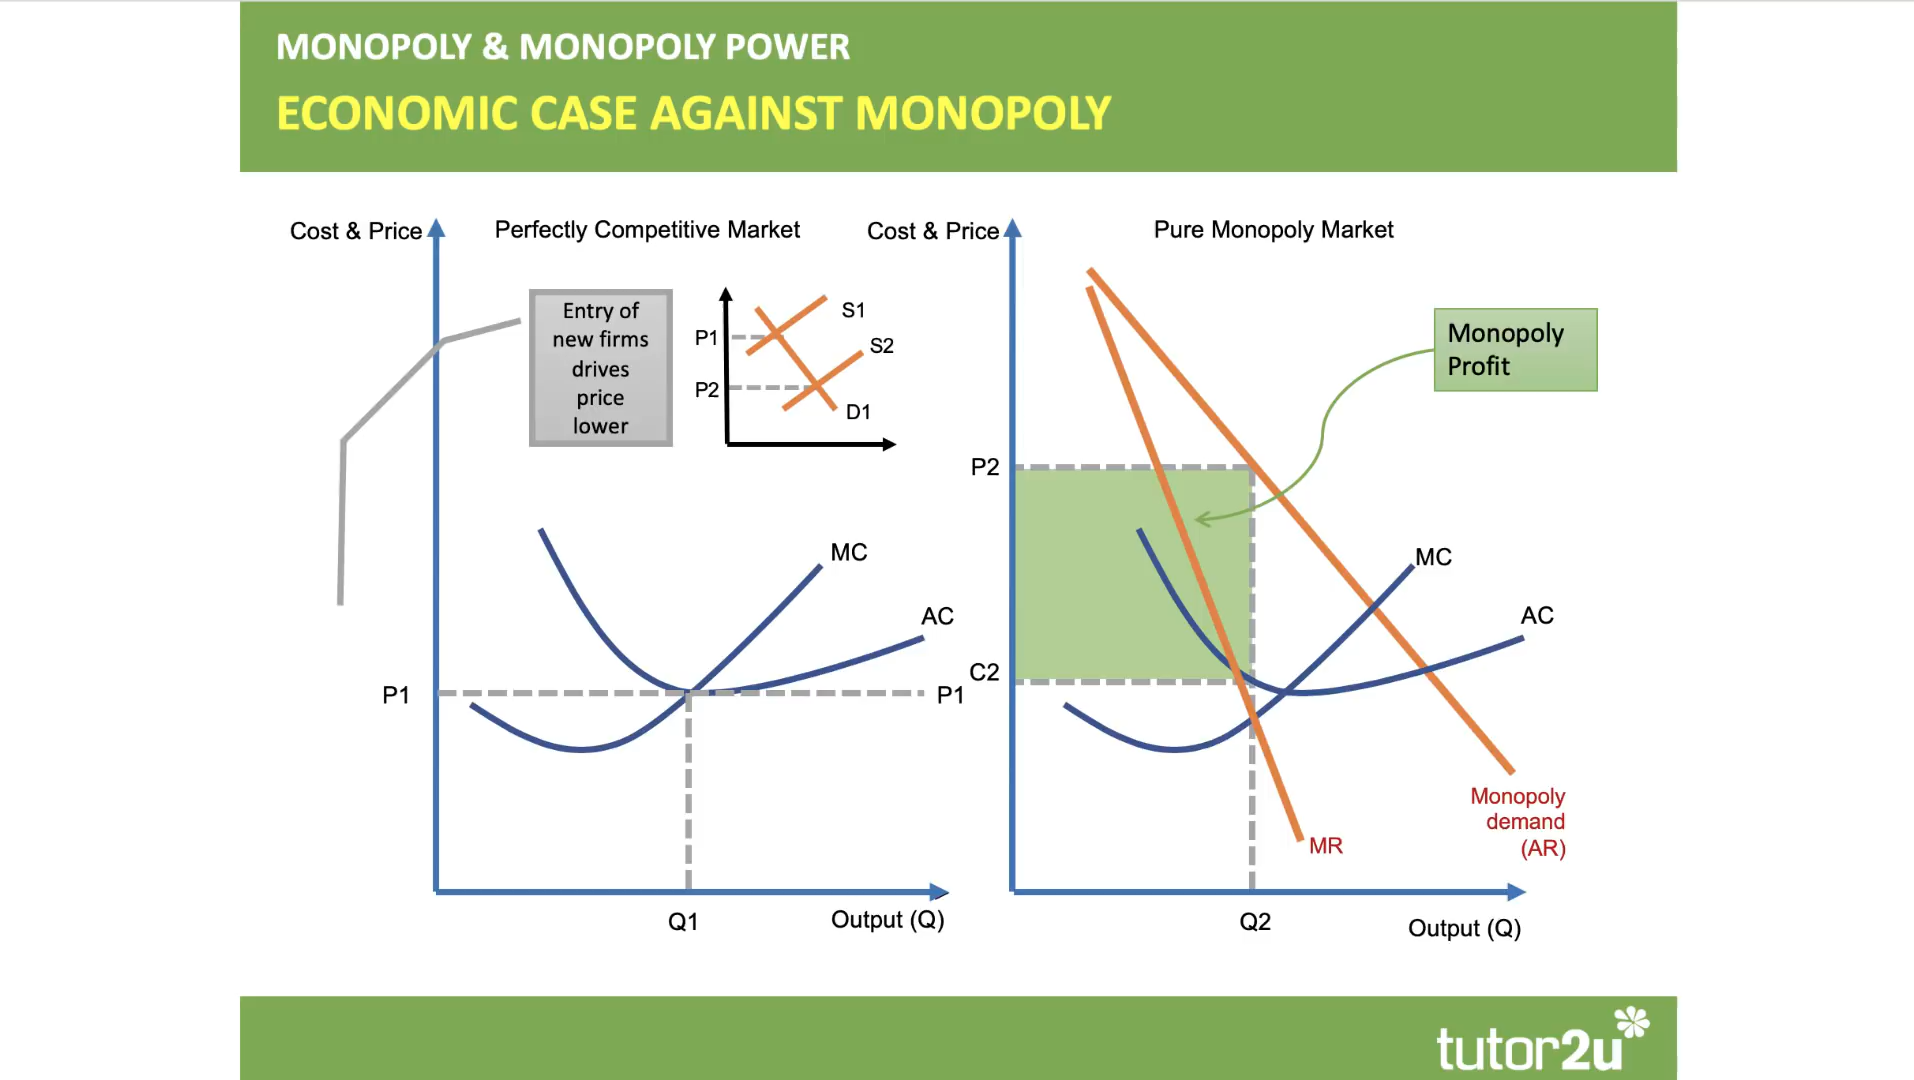 MONOPOLY & MONOPOLY POWER
ECONOMIC CASE AGAINST MONOPOLY
Cost & Price
Perfectly Competitive Market
Entry of
new firms
drives
price
lower
P1
P2
S1
S2
D1
MC
AC
P1
P1
Q1
Output (Q)
Cost & Price
Pure Monopoly Market
Monopoly
Profit
P2
C2
MC
AC
Monopoly
demand
(AR)
MR
Q2
Output (Q)
tutor2u